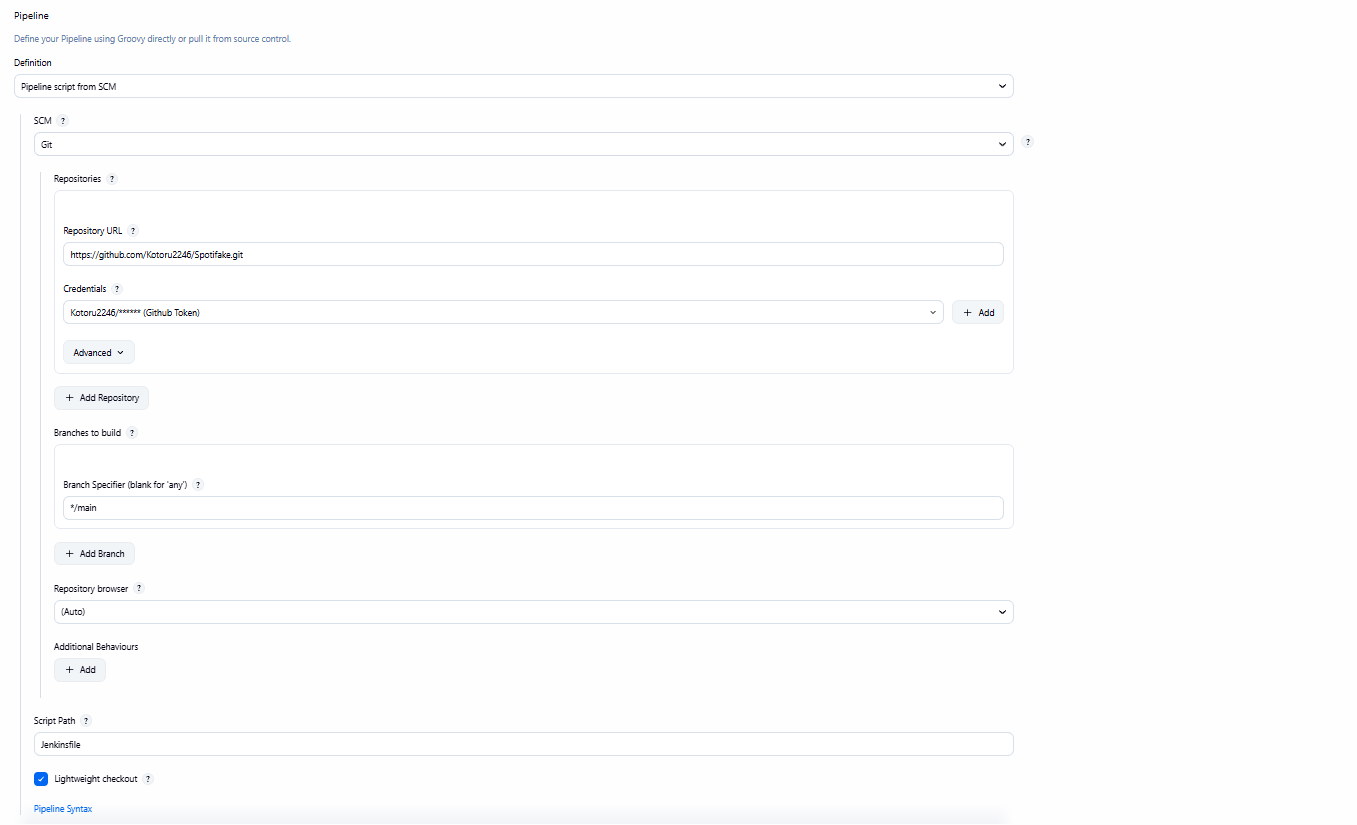 Pipeline
Define your Pipeline using Groovy directly or pull it from source control.
Definition
Pipeline script from SCM
SCM ?
Git
?
Repositories ?
Repository URL ?
https://github.com/Kotoru2246/Spotifake.git
Credentials ?
Kotoru2246/****** (Github Token)
+ Add
Advanced
+ Add Repository
Branches to build ?
Branch Specifier (blank for 'any') ?
*/main
+ Add Branch
Repository browser ?
(Auto)
Additional Behaviours
+ Add
Script Path ?
Jenkinsfile
Lightweight checkout ?
Pipeline Syntax